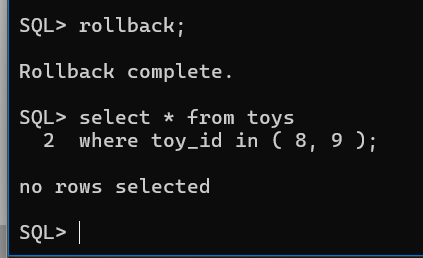 SQL> rollback;
Rollback complete.
SQL> select * from toys
  2  where toy_id in ( 8, 9 );
no rows selected
SQL>